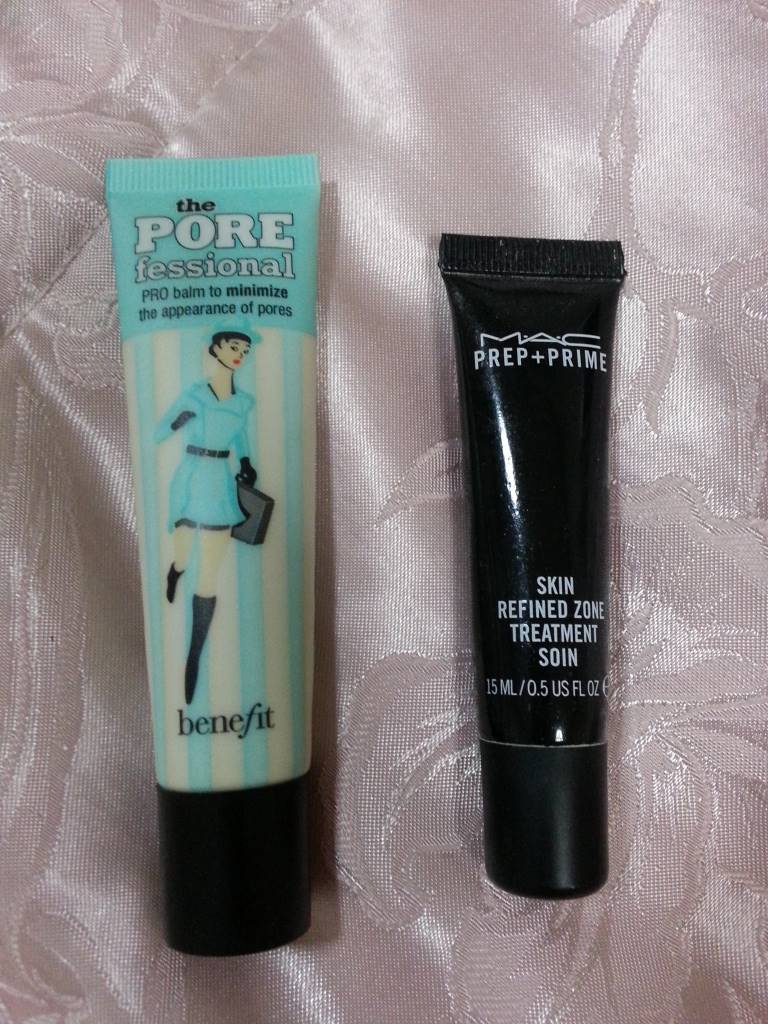 the
PORE
fessional
PRO balm to minimize
the appearance of pores
benefit
MAC
PREP+PRIME
SKIN
REFINED ZONE
TREATMENT
SOIN
15 ML / 0.5 US FL OZ